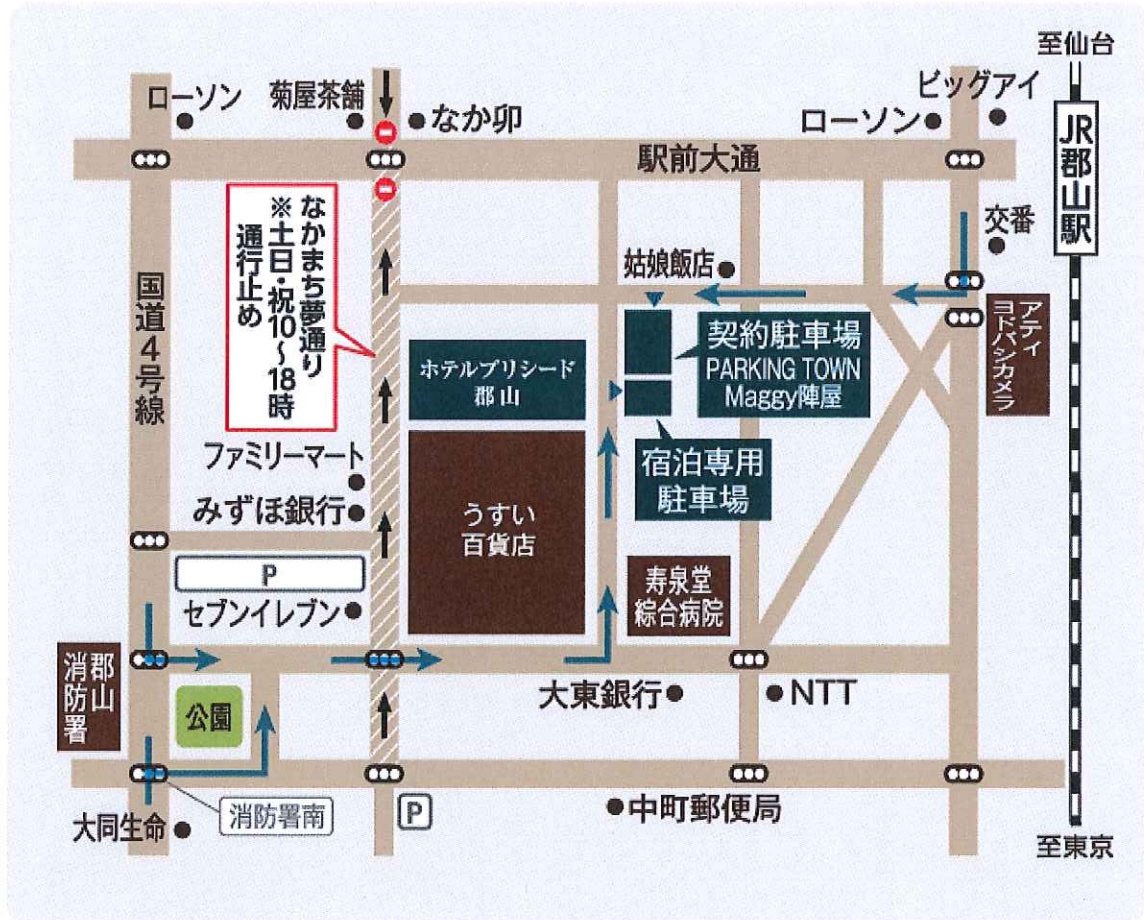 至仙台
ローソン
菊屋茶舗
なか卯
ローソン
ビッグアイ
駅前大通
JR郡山駅
交番
なかまち夢通り
※土日・祝10〜18時
通行止め
国道4号線
姑娘飯店
アティ
ヨドバシカメラ
契約駐車場
PARKING TOWN
Maggy陣屋
ホテルプリシード
郡山
宿泊専用
駐車場
ファミリーマート
みずほ銀行
うすい
百貨店
P
セブンイレブン
寿泉堂
綜合病院
郡山
消防署
公園
大東銀行
NTT
消防署南
P
中町郵便局
大同生命
至東京